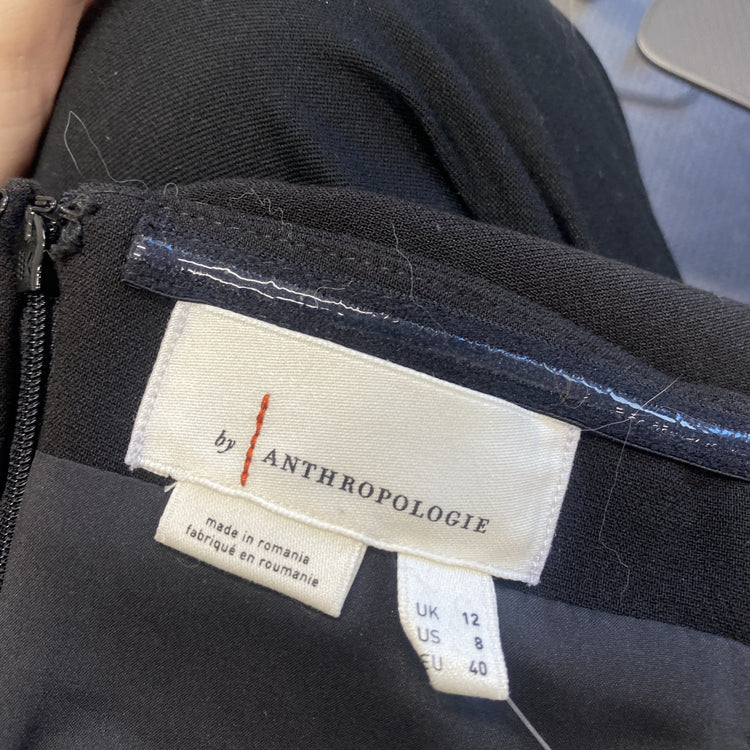 by ANTHROPOLOGIE
made in romania
fabriqué en roumanie
UK 12
US 8
EU 40